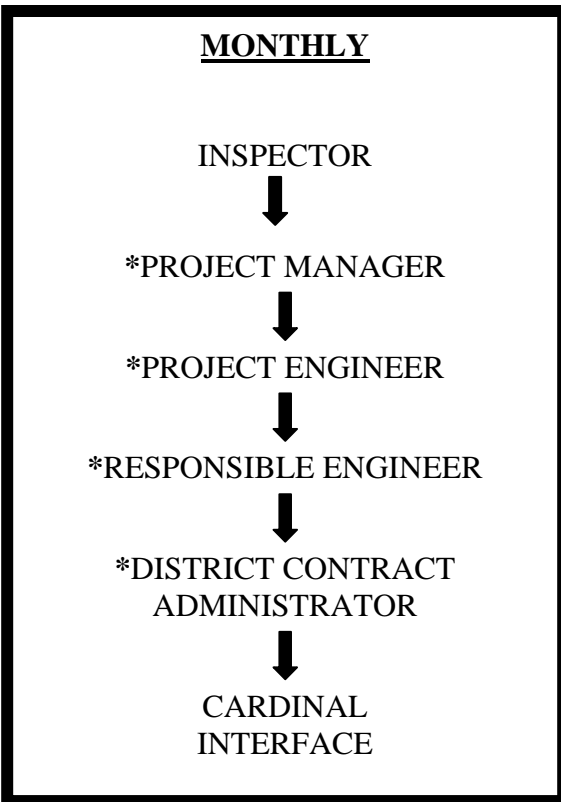 MONTHLY
INSPECTOR
*PROJECT MANAGER
*PROJECT ENGINEER
*RESPONSIBLE ENGINEER
*DISTRICT CONTRACT
ADMINISTRATOR
CARDINAL
INTERFACE